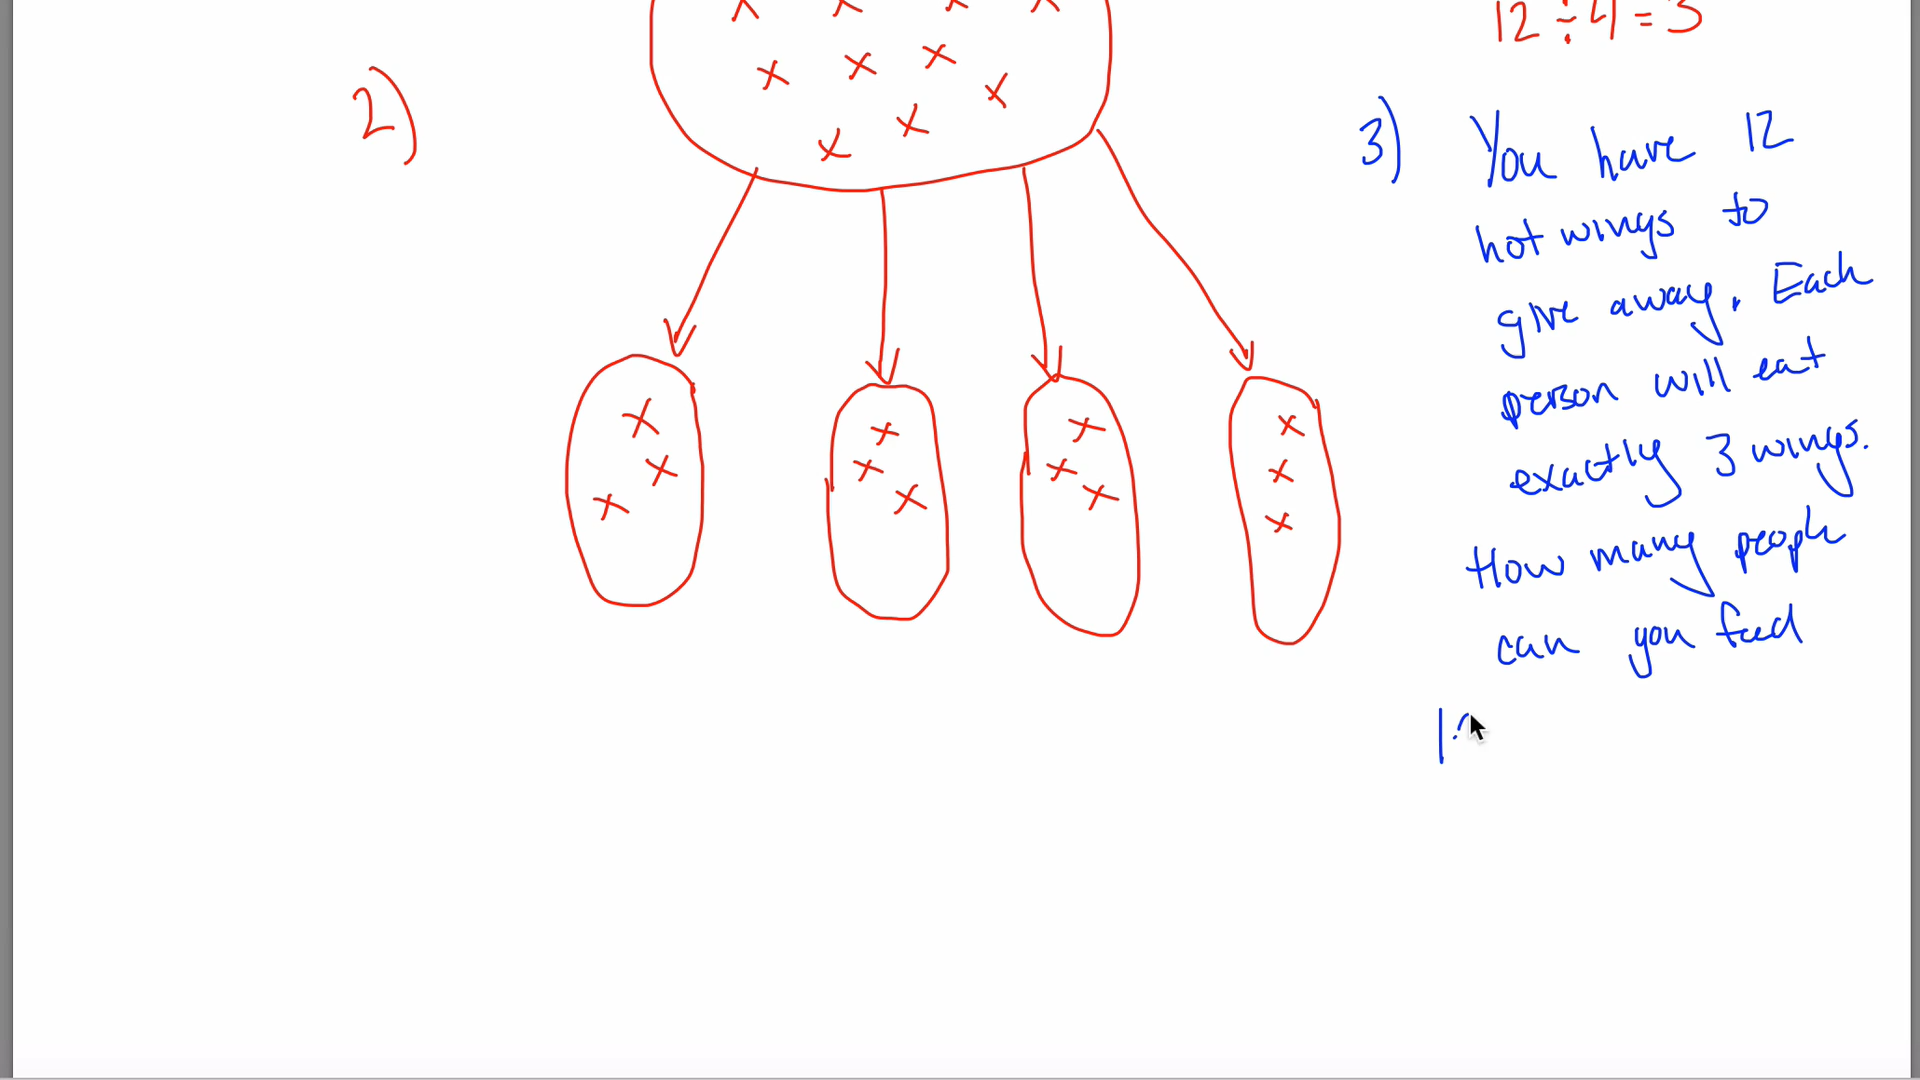 12 ÷ 4 = 3
2)
3) You have 12
hot wings to
give away. Each
person will eat
exactly 3 wings.
How many people
can you feed